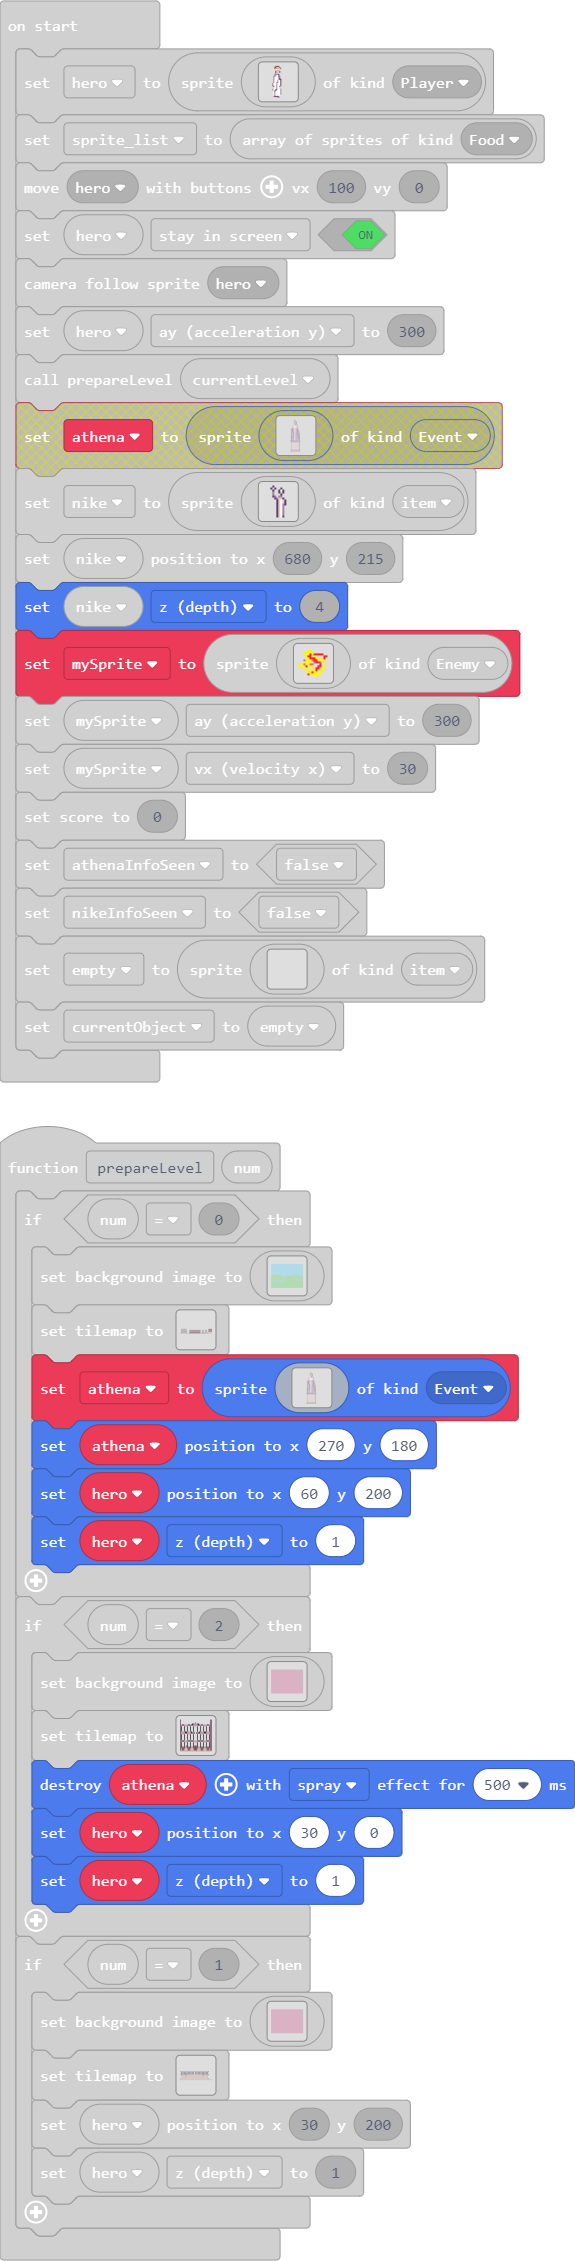 on start
set hero to sprite of kind Player
set sprite_list to array of sprites of kind Food
move hero with buttons vx 100 vy 0
set hero stay in screen ON
camera follow sprite hero
set hero ay (acceleration y) to 300
call prepareLevel currentLevel
set athena to sprite of kind Event
set nike to sprite of kind item
set nike position to x 680 y 215
set nike z (depth) to 4
set mySprite to sprite of kind Enemy
set mySprite ay (acceleration y) to 300
set mySprite vx (velocity x) to 30
set score to 0
set athenaInfoSeen to false
set nikeInfoSeen to false
set empty to sprite of kind item
set currentObject to empty
function prepareLevel num
if num = 0 then
set background image to
set tilemap to
set athena to sprite of kind Event
set athena position to x 270 y 180
set hero position to x 60 y 200
set hero z (depth) to 1
if num = 2 then
set background image to
set tilemap to
destroy athena with spray effect for 500 ms
set hero position to x 30 y 0
set hero z (depth) to 1
if num = 1 then
set background image to
set tilemap to
set hero position to x 30 y 200
set hero z (depth) to 1